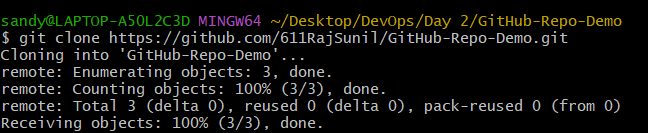 sandy@LAPTOP-A5OL2C3D MINGW64 ~/Desktop/DevOps/Day 2/GitHub-Repo-Demo
$ git clone https://github.com/611RajSunil/GitHub-Repo-Demo.git
Cloning into 'GitHub-Repo-Demo'...
remote: Enumerating objects: 3, done.
remote: Counting objects: 100% (3/3), done.
remote: Total 3 (delta 0), reused 0 (delta 0), pack-reused 0 (from 0)
Receiving objects: 100% (3/3), done.